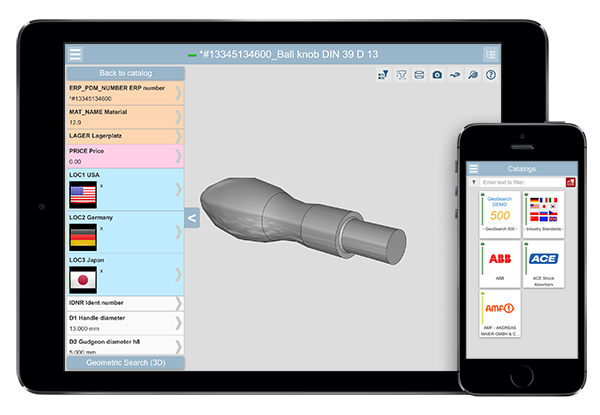 *#13345134600_Ball knob DIN 39 D 13
Back to catalog
ERP_PDM_NUMBER ERP number
*#13345134600
MAT_NAME Material
12.9
LAGER Lagerplatz
PRICE Price
0.00
LOC1 USA
x
LOC2 Germany
x
LOC3 Japan
x
IDNR Ident number
D1 Handle diameter
13.000 mm
D2 Gudgeon diameter h8
5.000 mm
Geometric Search (3D)
<
?
Catalogs
Enter text to filter:
GeoSearch
DEMO
500
- GeoSearch 500 -
- Industry Standards -
ABB
ABB
ACE
ACE Shock
Absorbers
AMF
AMF - ANDREAS
MAIER GMBH & C...